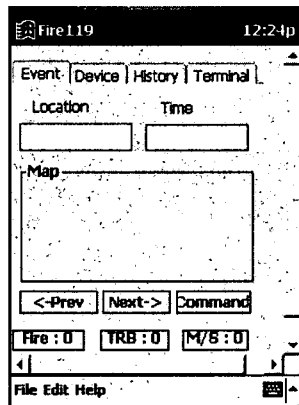 Fire119 12:24p
Event Device History Terminal
Location Time
Map
<-Prev Next-> Command
Fire : 0 TRB : 0 M/S : 0
File Edit Help